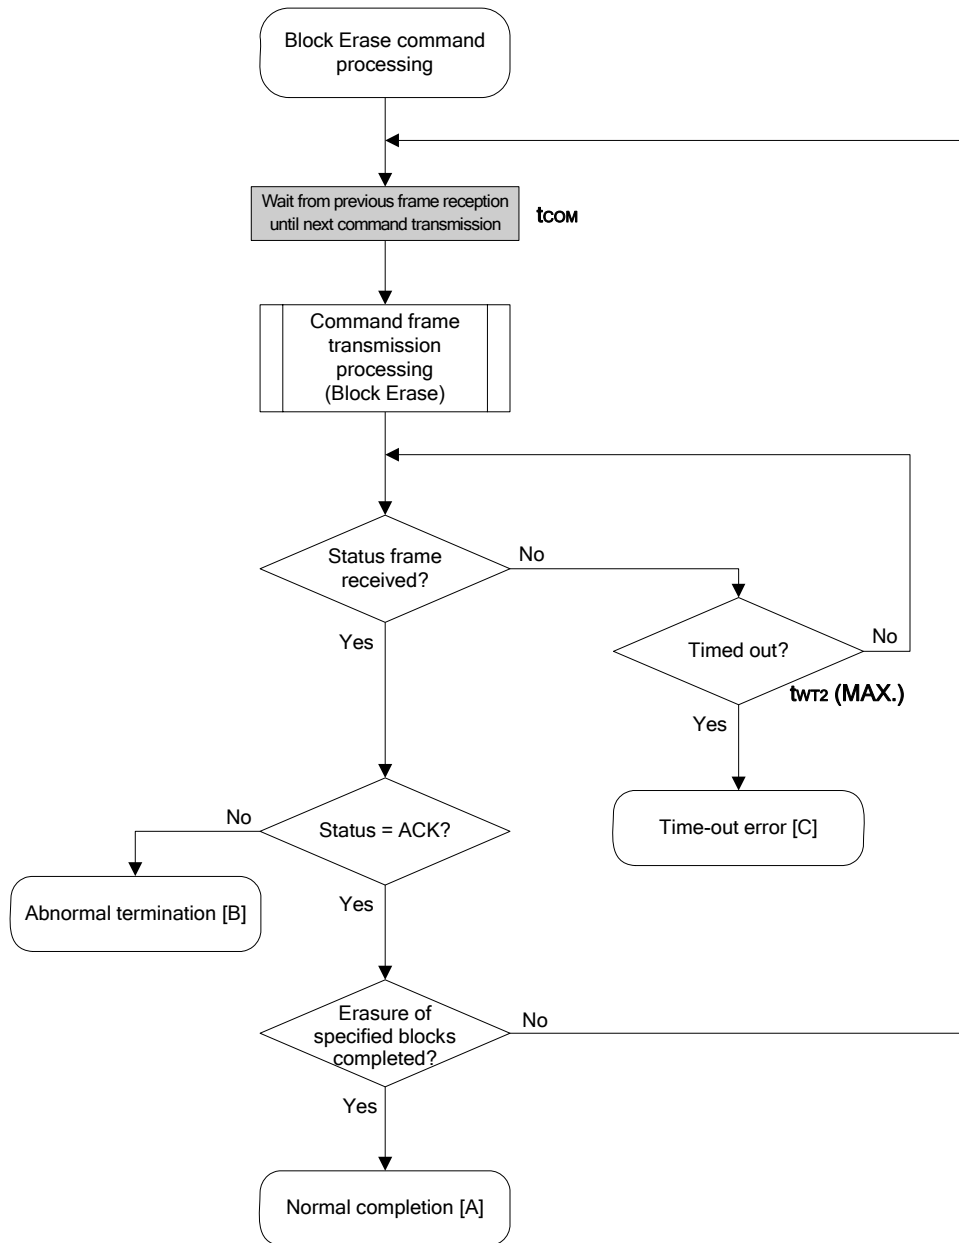 Block Erase command
processing
Wait from previous frame reception
until next command transmission
tCOM
Command frame
transmission
processing
(Block Erase)
Status frame
received?
No
Yes
Timed out?
No
tWT2 (MAX.)
Yes
Time-out error [C]
Status = ACK?
No
Abnormal termination [B]
Yes
Erasure of
specified blocks
completed?
No
Yes
Normal completion [A]